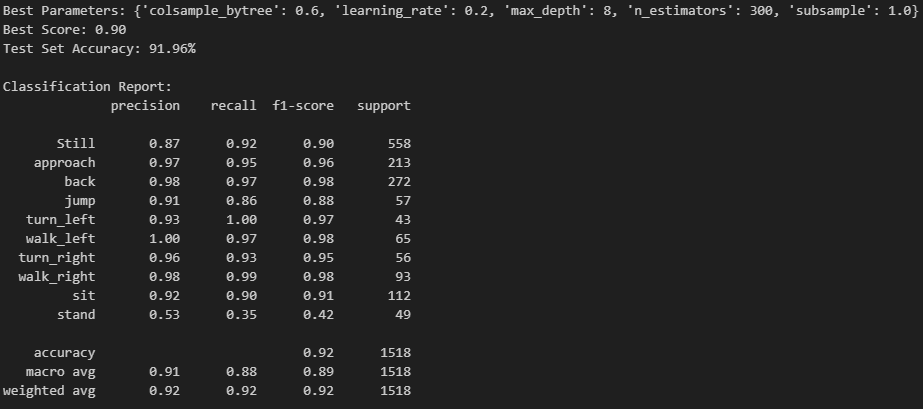 Best Parameters: {'colsample_bytree': 0.6, 'learning_rate': 0.2, 'max_depth': 8, 'n_estimators': 300, 'subsample': 1.0}
Best Score: 0.90
Test Set Accuracy: 91.96%
Classification Report:
precision recall f1-score support
Still 0.87 0.92 0.90 558
approach 0.97 0.95 0.96 213
back 0.98 0.97 0.98 272
jump 0.91 0.86 0.88 57
turn_left 0.93 1.00 0.97 43
walk_left 1.00 0.97 0.98 65
turn_right 0.96 0.93 0.95 56
walk_right 0.98 0.99 0.98 93
sit 0.92 0.90 0.91 112
stand 0.53 0.35 0.42 49
accuracy 0.92 1518
macro avg 0.91 0.88 0.89 1518
weighted avg 0.92 0.92 0.92 1518